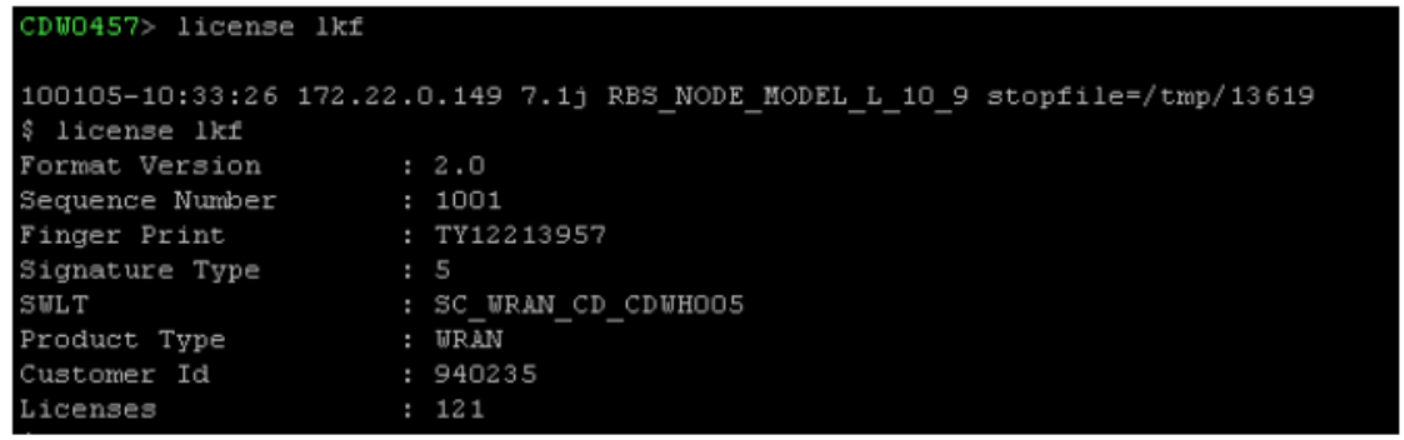 CDW0457> license lkf
100105-10:33:26 172.22.0.149 7.1j RBS_NODE_MODEL_L_10_9 stopfile=/tmp/13619
$ license lkf
Format Version : 2.0
Sequence Number : 1001
Finger Print : TY12213957
Signature Type : 5
SWLT : SC_WRAN_CD_CDWH005
Product Type : WRAN
Customer Id : 940235
Licenses : 121